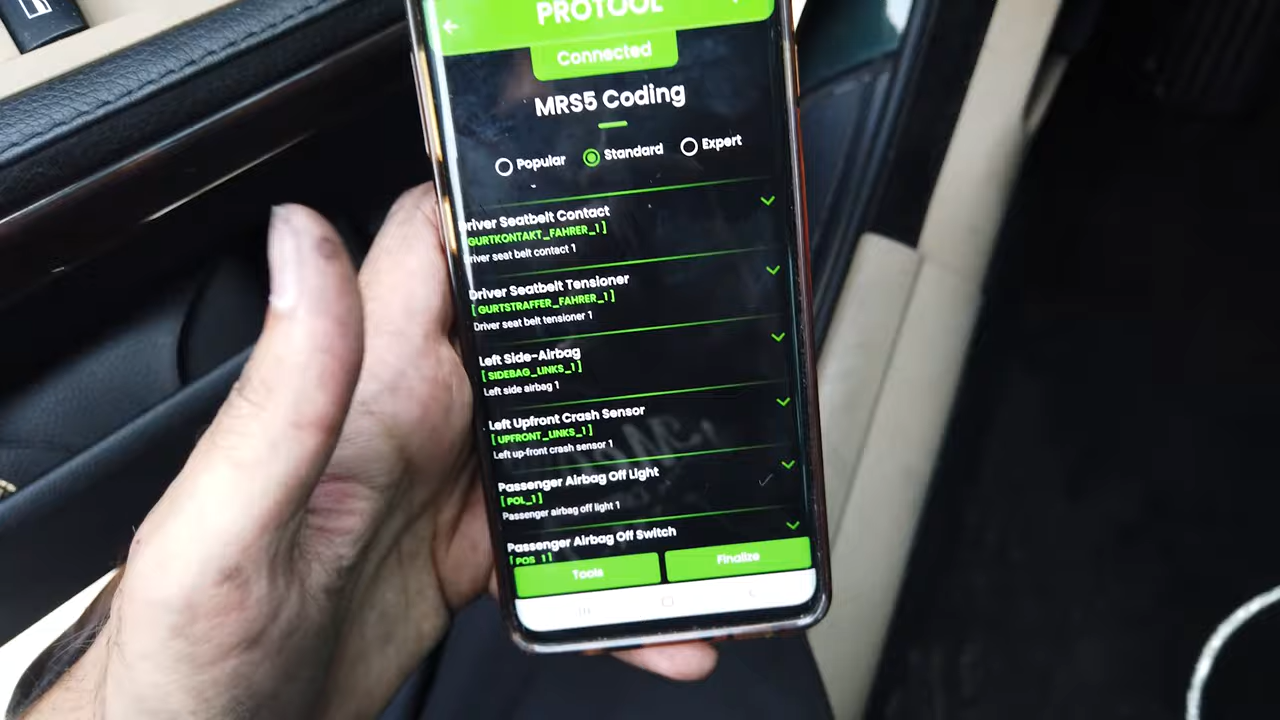 PROTOOL
Connected
MRS5 Coding
Popular
Standard
Expert
Driver Seatbelt Contact
GURTKONTAKT_FAHRER_1 ]
Driver seat belt contact 1
Driver Seatbelt Tensioner
[ GURTSTRAFFER_FAHRER_1 ]
Driver seat belt tensioner 1
Left Side-Airbag
[ SIDEBAG_LINKS_1 ]
Left side airbag 1
Left Upfront Crash Sensor
[ UPFRONT_LINKS_1 ]
Left up-front crash sensor 1
Passenger Airbag Off Light
[ POL_1 ]
Passenger airbag off light 1
Passenger Airbag Off Switch
[ POS_1 ]
Tools
Finalize